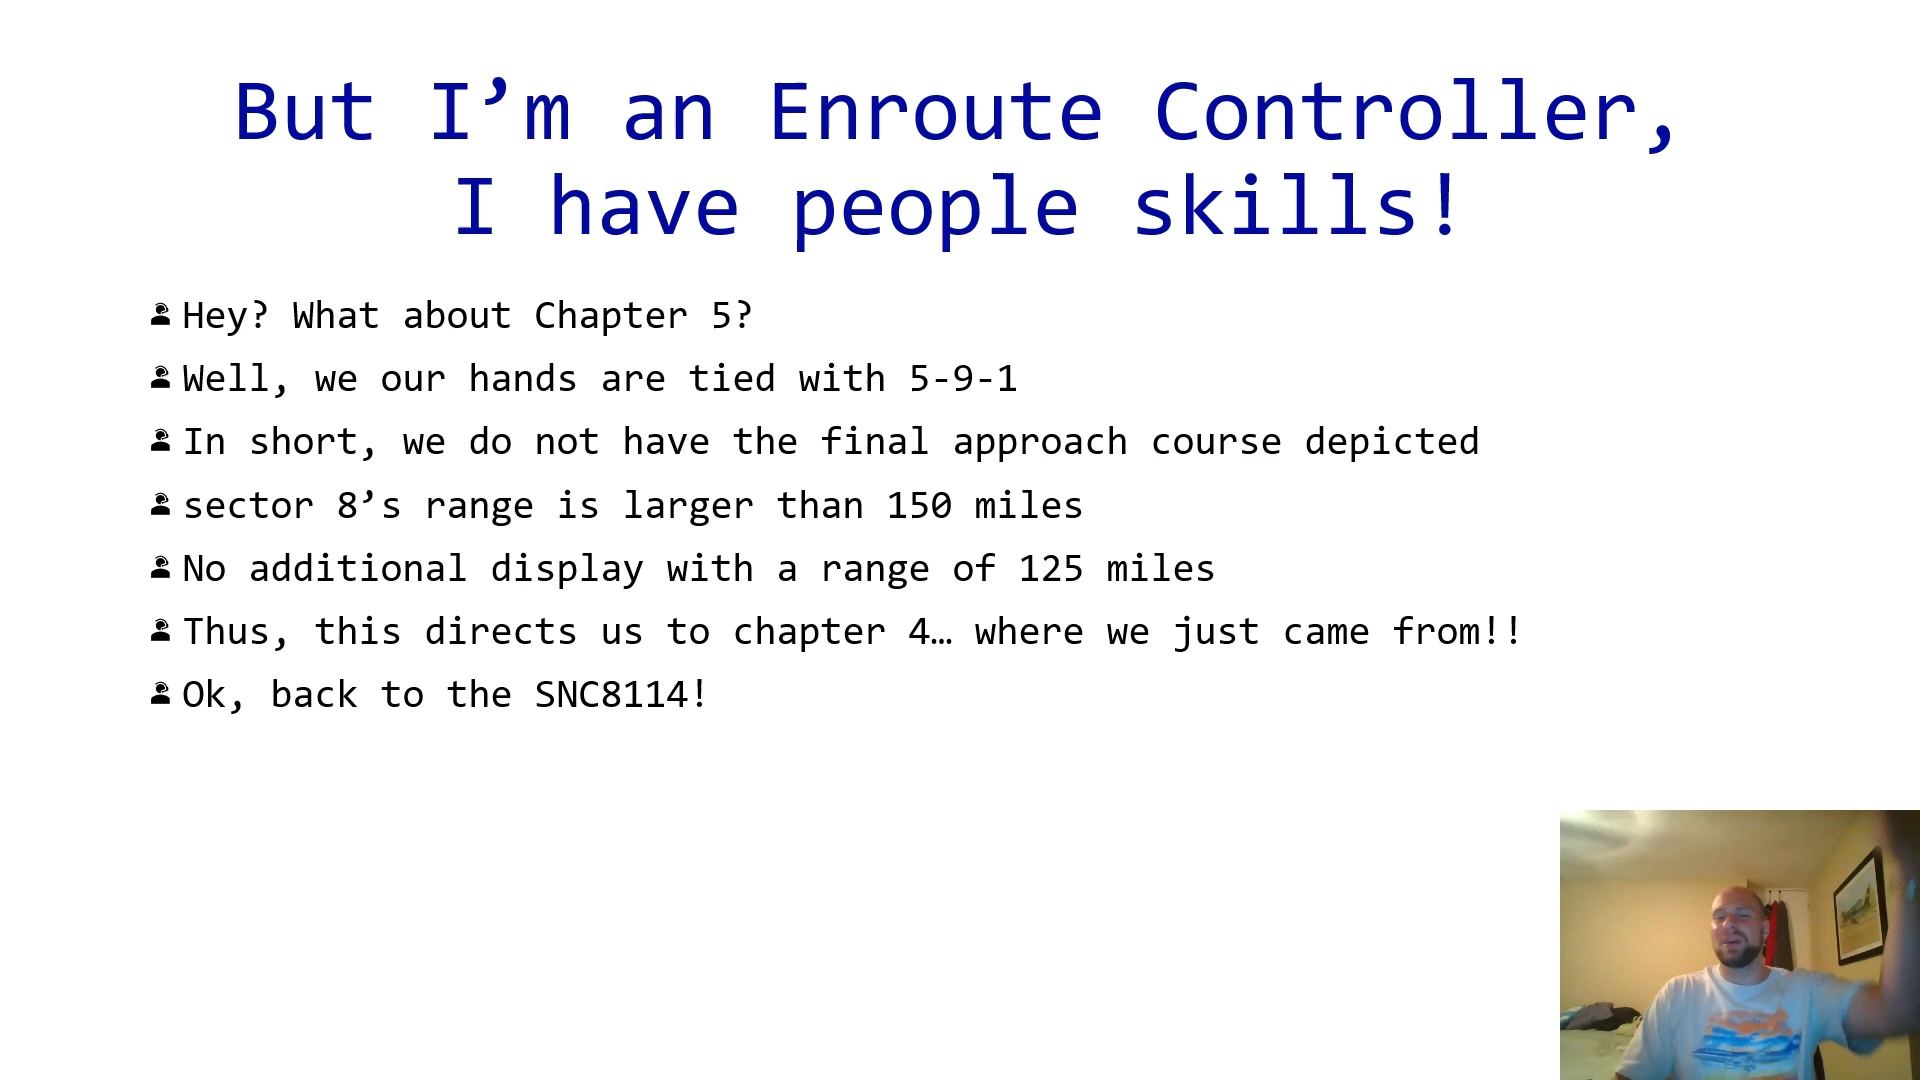 But I’m an Enroute Controller,
I have people skills!
Hey? What about Chapter 5?
Well, we our hands are tied with 5-9-1
In short, we do not have the final approach course depicted
sector 8’s range is larger than 150 miles
No additional display with a range of 125 miles
Thus, this directs us to chapter 4… where we just came from!!
Ok, back to the SNC8114!